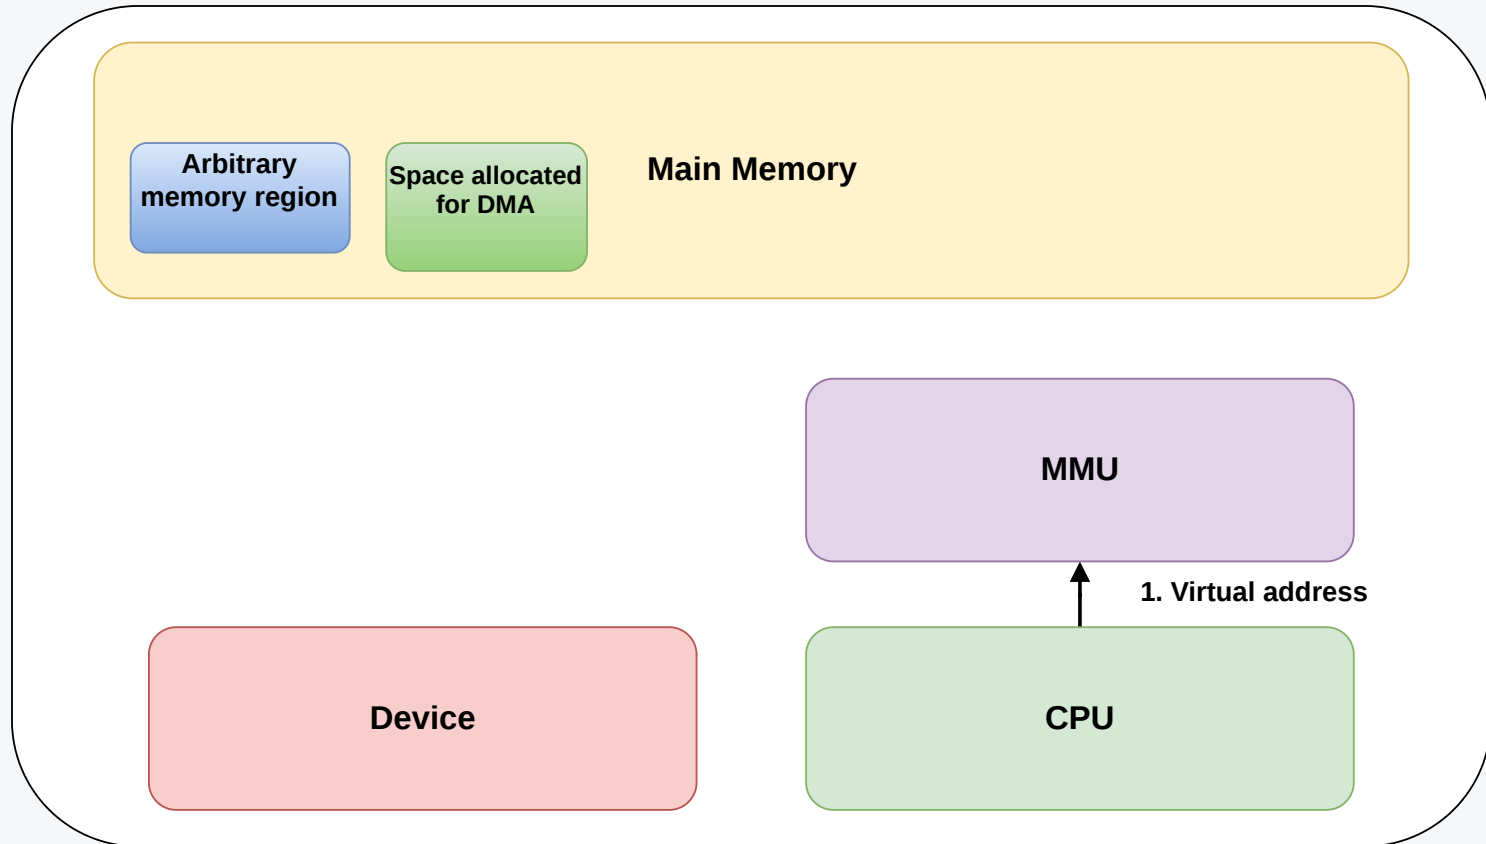 Arbitrary
memory region
Space allocated
for DMA
Main Memory
MMU
1. Virtual address
Device
CPU